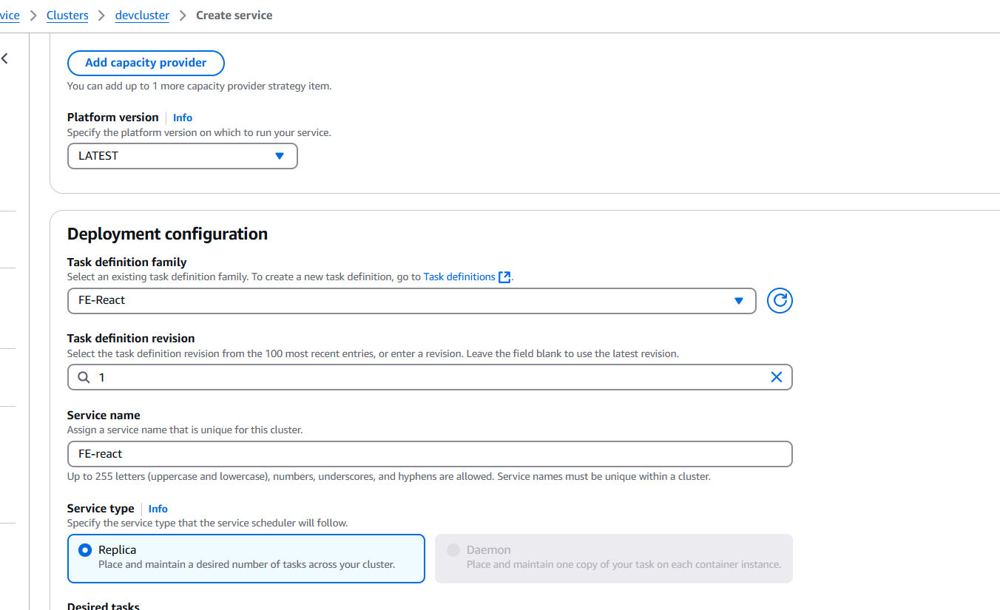 vice > Clusters > devcluster > Create service
Add capacity provider
You can add up to 1 more capacity provider strategy item.
Platform version | Info
Specify the platform version on which to run your service.
LATEST
Deployment configuration
Task definition family
Select an existing task definition family. To create a new task definition, go to Task definitions.
FE-React
Task definition revision
Select the task definition revision from the 100 most recent entries, or enter a revision. Leave the field blank to use the latest revision.
1
Service name
Assign a service name that is unique for this cluster.
FE-react
Up to 255 letters (uppercase and lowercase), numbers, underscores, and hyphens are allowed. Service names must be unique within a cluster.
Service type | Info
Specify the service type that the service scheduler will follow.
Replica
Place and maintain a desired number of tasks across your cluster.
Daemon
Place and maintain one copy of your task on each container instance.
Desired tasks